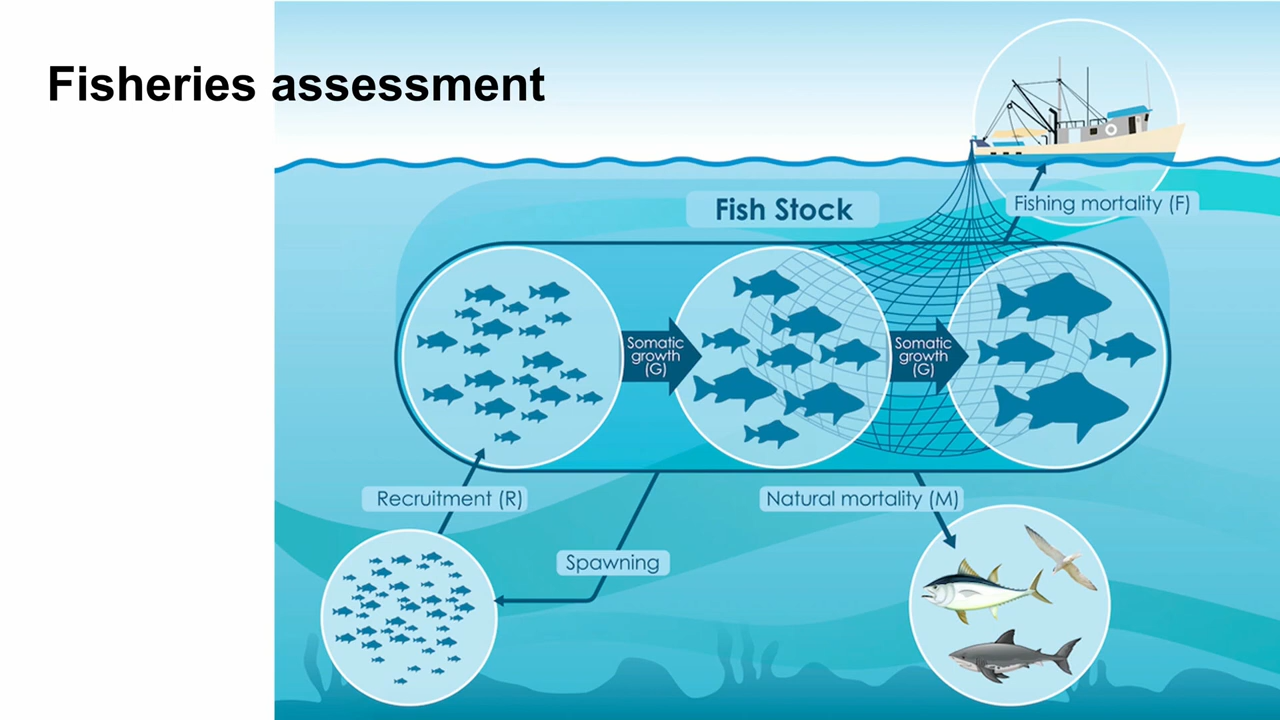 Fisheries assessment
Fishing mortality (F)
Fish Stock
Somatic
growth
(G)
Somatic
growth
(G)
Recruitment (R)
Natural mortality (M)
Spawning